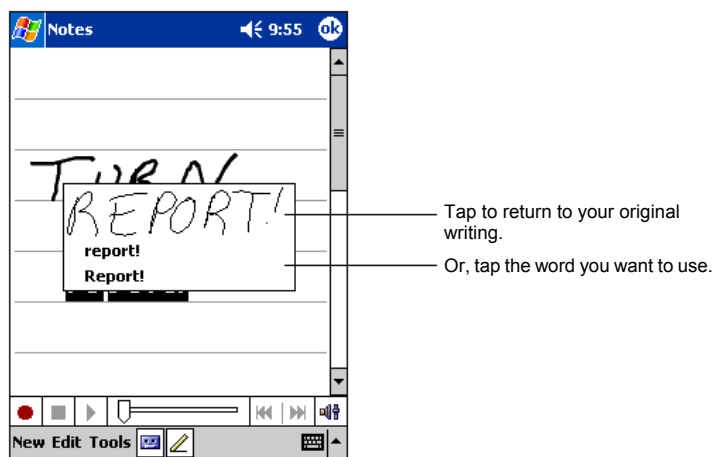 Notes 9:55 ok
TURN
REPORT!
report!
Report!
Tap to return to your original
writing.
Or, tap the word you want to use.
New Edit Tools